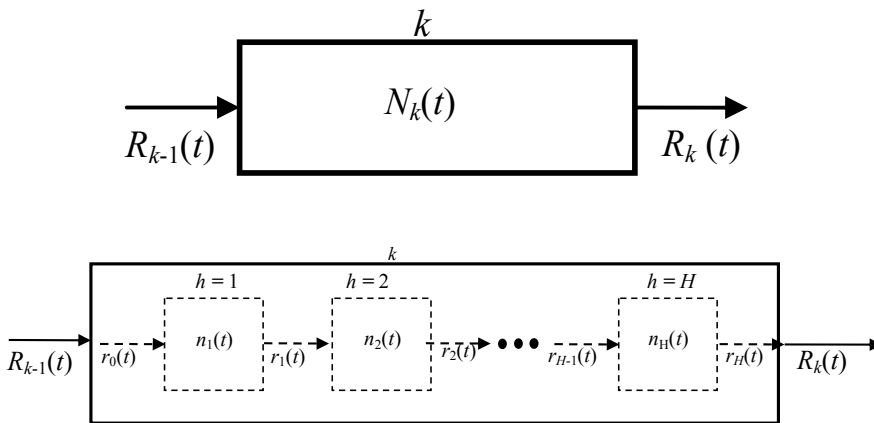 k
N_k(t)
R_{k-1}(t) R_k (t)
k
h = 1 h = 2 h = H
n_1(t) n_2(t) n_H(t)
R_{k-1}(t) r_0(t) r_1(t) r_2(t) ••• r_{H-1}(t) r_H(t) R_k(t)